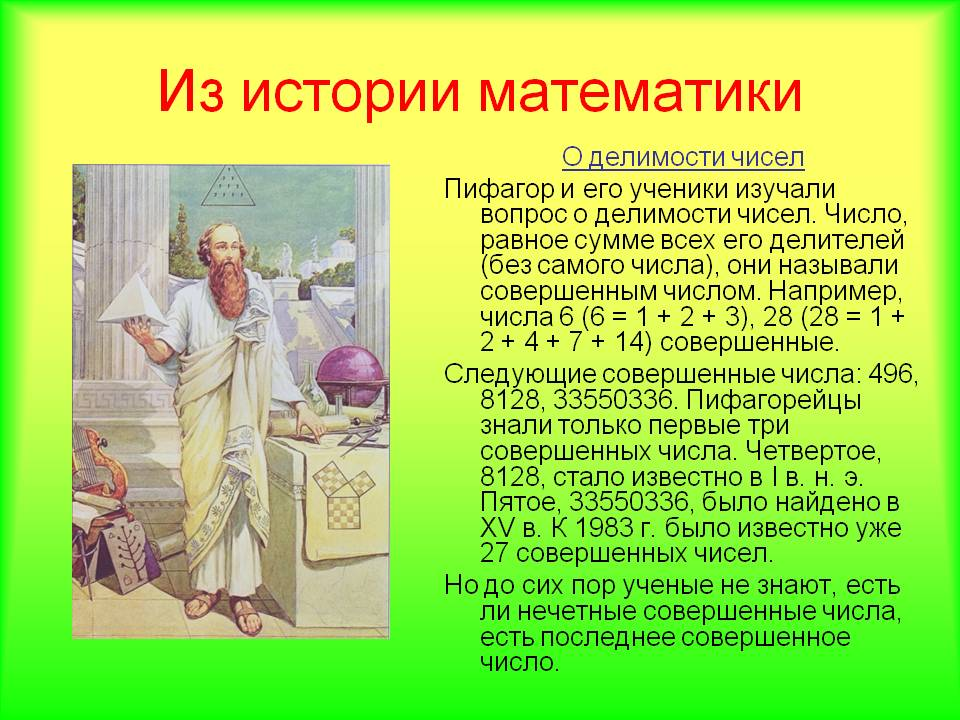 Из истории математики
О делимости чисел
Пифагор и его ученики изучали
вопрос о делимости чисел. Число,
равное сумме всех его делителей
(без самого числа), они называли
совершенным числом. Например,
числа 6 (6 = 1 + 2 + 3), 28 (28 = 1 +
2 + 4 + 7 + 14) совершенные.
Следующие совершенные числа: 496,
8128, 33550336. Пифагорейцы
знали только первые три
совершенных числа. Четвертое,
8128, стало известно в I в. н. э.
Пятое, 33550336, было найдено в
XV в. К 1983 г. было известно уже
27 совершенных чисел.
Но до сих пор ученые не знают, есть
ли нечетные совершенные числа,
есть последнее совершенное
число.